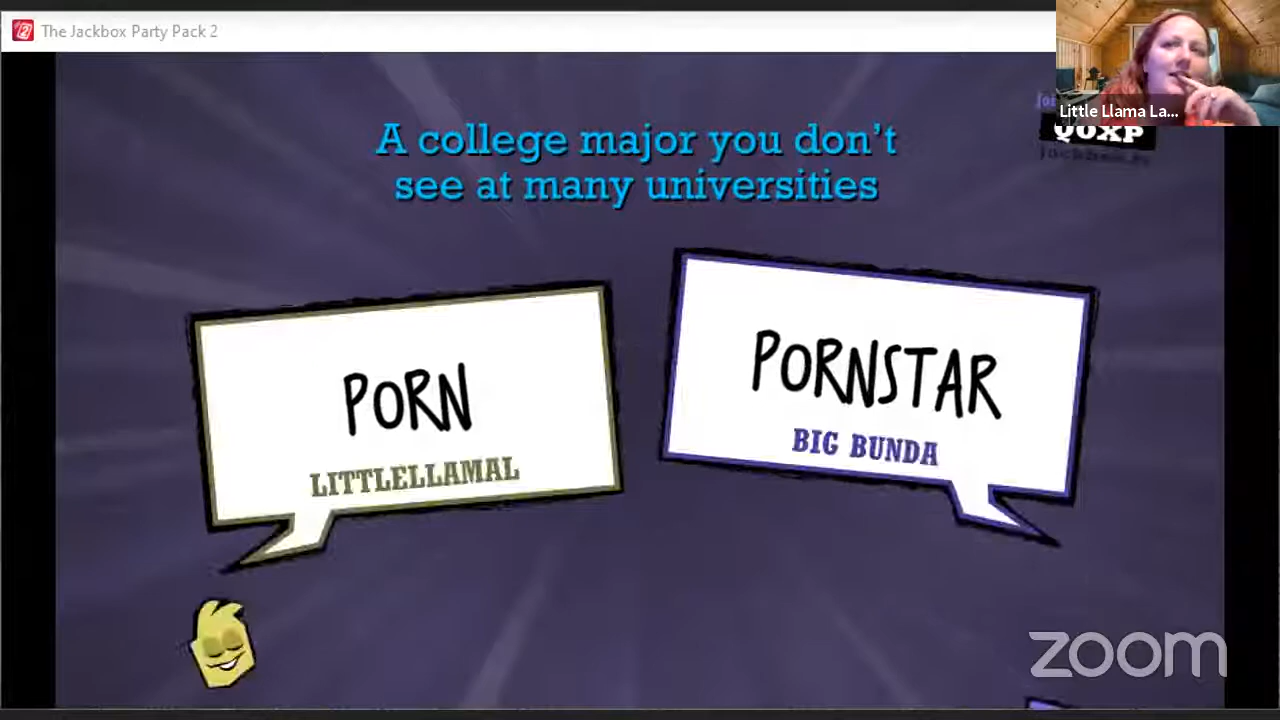 The Jackbox Party Pack 2
Little Llama La...
QUXP
A college major you don't
see at many universities
PORN
LITTLELLAMAL
PORNSTAR
BIG BUNDA
zoom